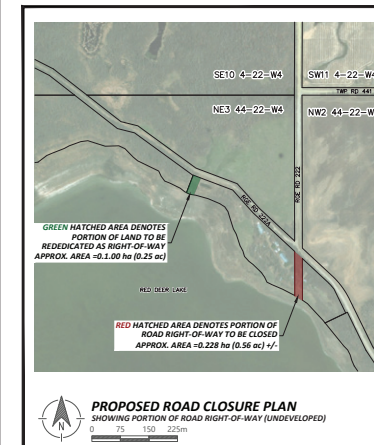 SE10 4-22-W4
SW11 4-22-W4
TWP RD 441
NE3 44-22-W4
NW2 44-22-W
RGE RD 222
RGE RD 222A
GREEN HATCHED AREA DENOTES
PORTION OF LAND TO BE
REDEDICATED AS RIGHT-OF-WAY
APPROX. AREA =0.1.00 ha (0.25 ac)
RED DEER LAKE
RED HATCHED AREA DENOTES PORTION OF
ROAD RIGHT-OF-WAY TO BE CLOSED
APPROX. AREA =0.228 ha (0.56 ac) +/-
N
PROPOSED ROAD CLOSURE PLAN
SHOWING PORTION OF ROAD RIGHT-OF-WAY (UNDEVELOPED)
0 75 150 225m